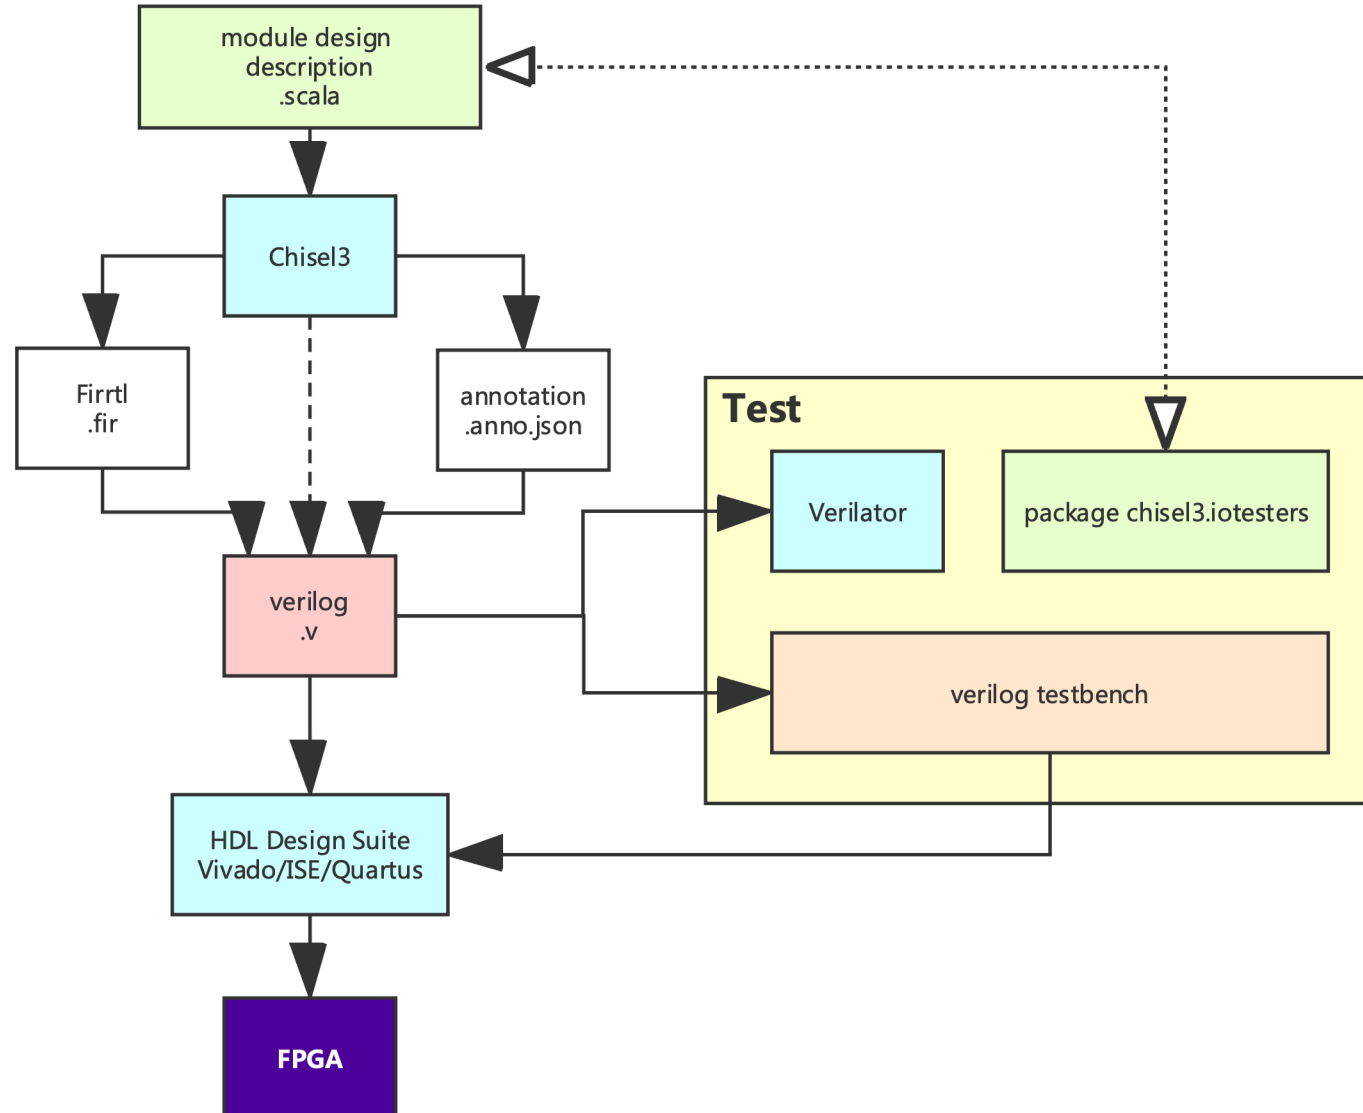 module design
description
.scala
Chisel3
Firrtl
.fir
annotation
.anno.json
Test
Verilator
package chisel3.iotesters
verilog
.v
verilog testbench
HDL Design Suite
Vivado/ISE/Quartus
FPGA